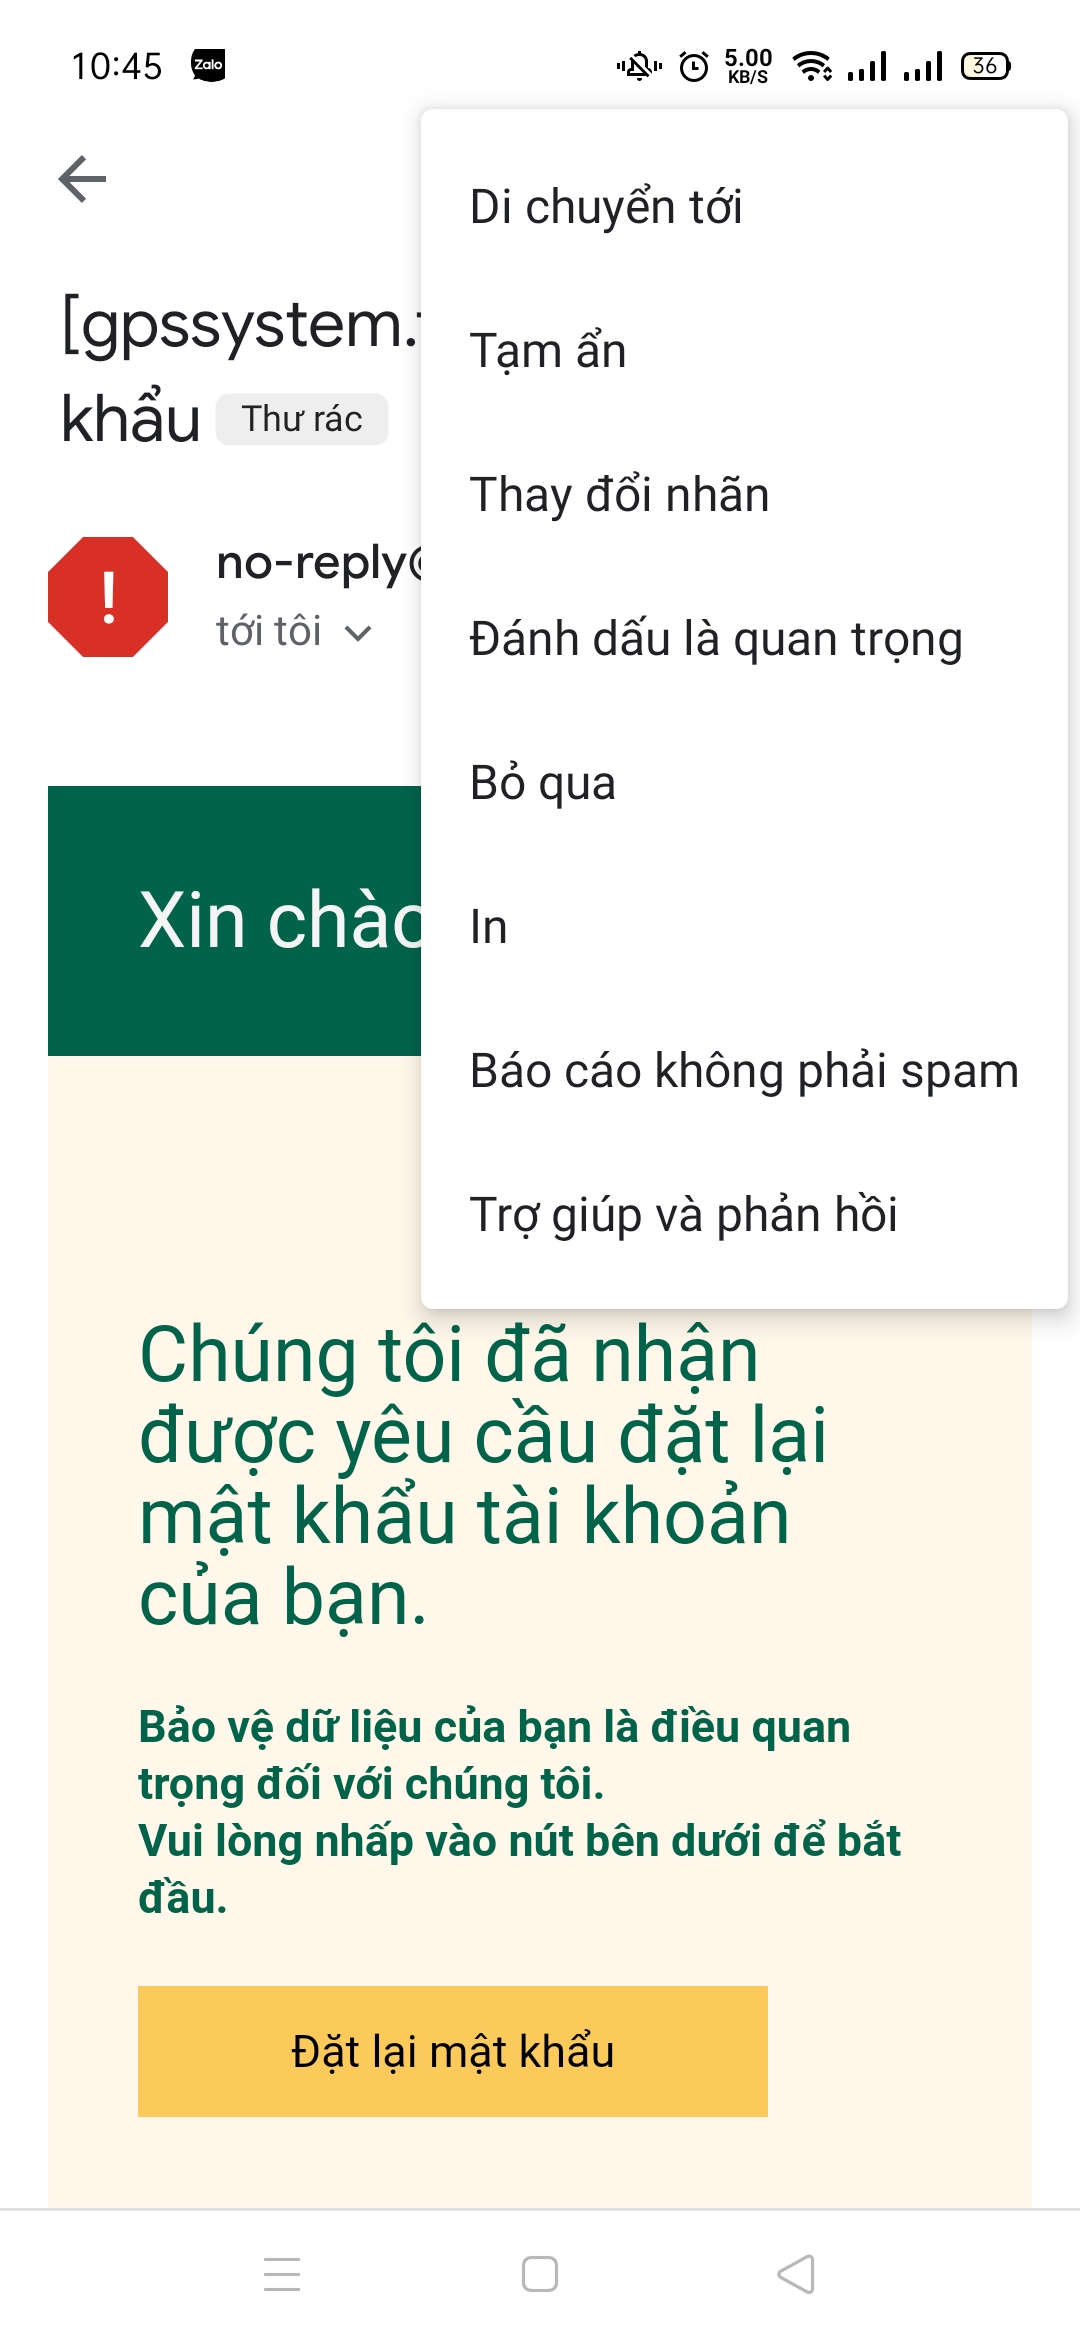 10:45
Zalo
5.00
KB/S
36
Di chuyển tới
Tạm ẩn
Thay đổi nhãn
Đánh dấu là quan trọng
Bỏ qua
In
Báo cáo không phải spam
Trợ giúp và phản hồi
[gpssystem.
khẩu
Thư rác
no-reply@
tới tôi
Xin chào
Chúng tôi đã nhận
được yêu cầu đặt lại
mật khẩu tài khoản
của bạn.
Bảo vệ dữ liệu của bạn là điều quan
trọng đối với chúng tôi.
Vui lòng nhấp vào nút bên dưới để bắt
đầu.
Đặt lại mật khẩu